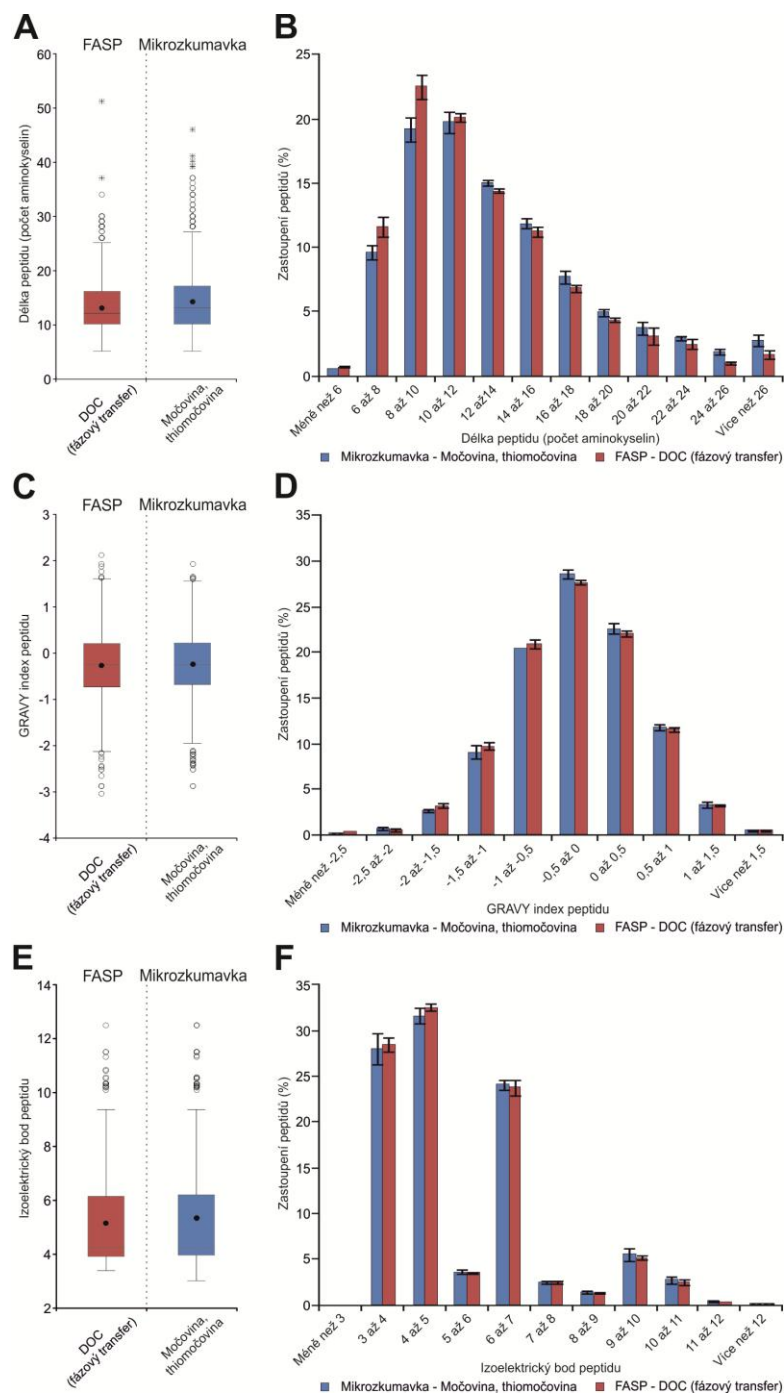 A
FASP
Mikrozkumavka
Délka peptidu (počet aminokyselin)
60
50
40
30
20
10
0
DOC
(fázový transfer)
Močovina,
thiomočovina
B
Zastoupení peptidů (%)
25
20
15
10
5
0
Méně než 6
6 až 8
8 až 10
10 až 12
12 až14
14 až 16
16 až 18
18 až 20
20 až 22
22 až 24
24 až 26
Více než 26
Délka peptidu (počet aminokyselin)
Mikrozkumavka - Močovina, thiomočovina
FASP - DOC (fázový transfer)
C
FASP
Mikrozkumavka
GRAVY index peptidu
3
2
1
0
-1
-2
-3
-4
DOC
(fázový transfer)
Močovina,
thiomočovina
D
Zastoupení peptidů (%)
35
30
25
20
15
10
5
0
Méně než -2,5
-2,5 až -2
-2 až -1,5
-1,5 až -1
-1 až -0,5
-0,5 až 0
0 až 0,5
0,5 až 1
1 až 1,5
Více než 1,5
GRAVY index peptidu
Mikrozkumavka - Močovina, thiomočovina
FASP - DOC (fázový transfer)
E
FASP
Mikrozkumavka
Izoelektrický bod peptidu
14
12
10
8
6
4
2
DOC
(fázový transfer)
Močovina,
thiomočovina
F
Zastoupení peptidů (%)
35
30
25
20
15
10
5
0
Méně než 3
3 až 4
4 až 5
5 až 6
6 až 7
7 až 8
8 až 9
9 až 10
10 až 11
11 až 12
Více než 12
Izoelektrický bod peptidu
Mikrozkumavka - Močovina, thiomočovina
FASP - DOC (fázový transfer)